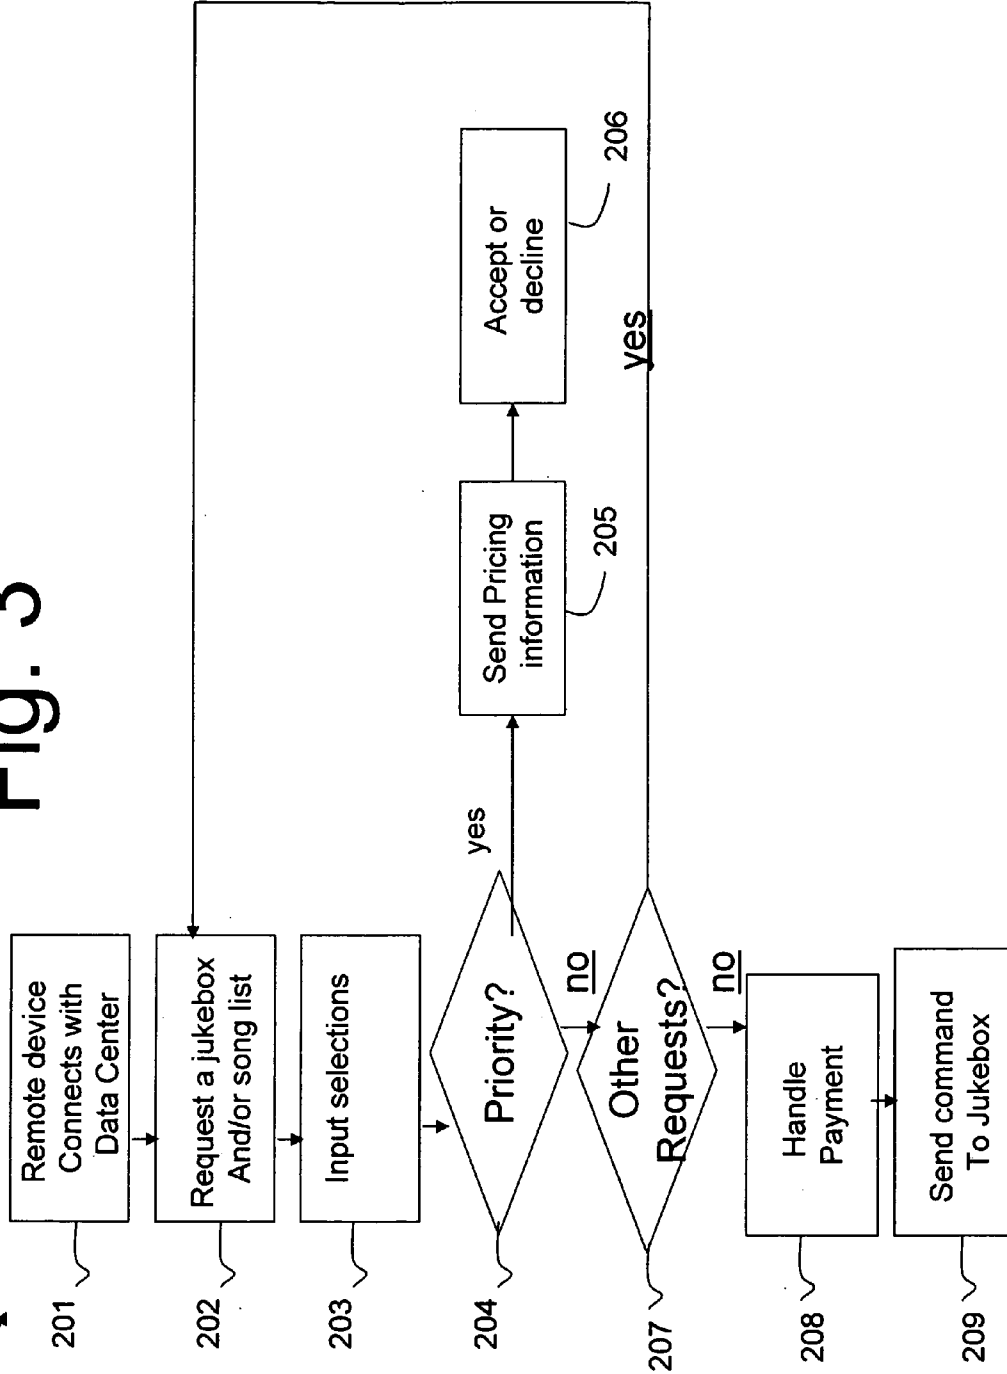 Fig. 3
Remote device
Connects with
Data Center
201
Request a jukebox
And/or song list
202
Input selections
203
Priority?
204
yes
Send Pricing
information
205
Accept or
decline
206
no
Other
Requests?
207
yes
no
Handle
Payment
208
Send command
To Jukebox
209